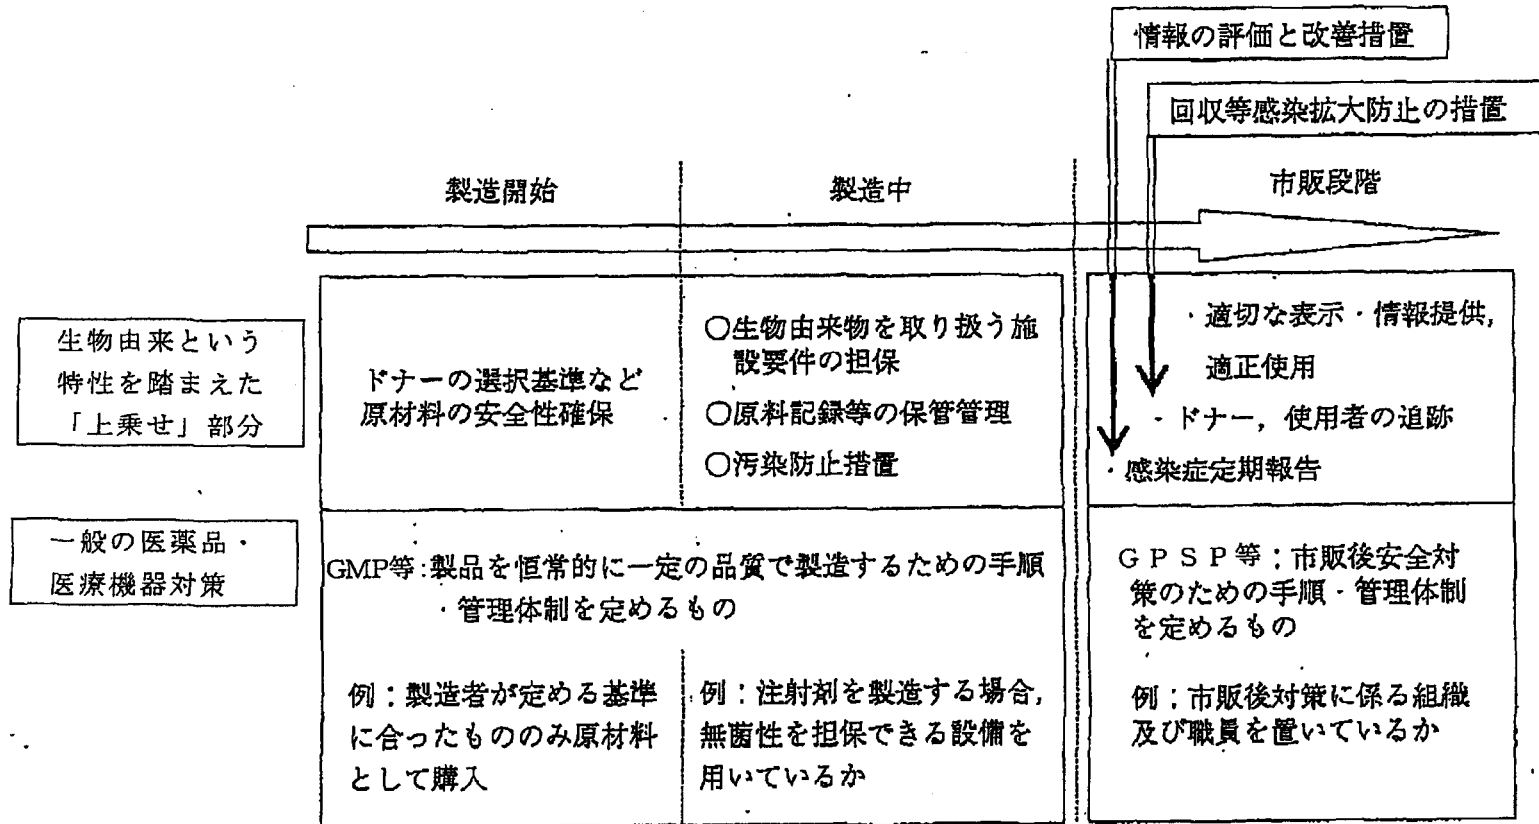 情報の評価と改善措置
回収等感染拡大防止の措置
製造開始
製造中
市販段階
生物由来という
特性を踏まえた
「上乗せ」部分
ドナーの選択基準など
原材料の安全性確保
○生物由来物を取り扱う施
設要件の担保
○原料記録等の保管管理
○汚染防止措置
・適切な表示・情報提供,
適正使用
・ドナー，使用者の追跡
・感染症定期報告
一般の医薬品・
医療機器対策
GMP等:製品を恒常的に一定の品質で製造するための手順
・管理体制を定めるもの
例：製造者が定める基準
に合ったもののみ原材料
として購入
例：注射剤を製造する場合,
無菌性を担保できる設備を
用いているか
ＧＰＳＰ等：市販後安全対
策のための手順・管理体制
を定めるもの
例：市販後対策に係る組織
及び職員を置いているか